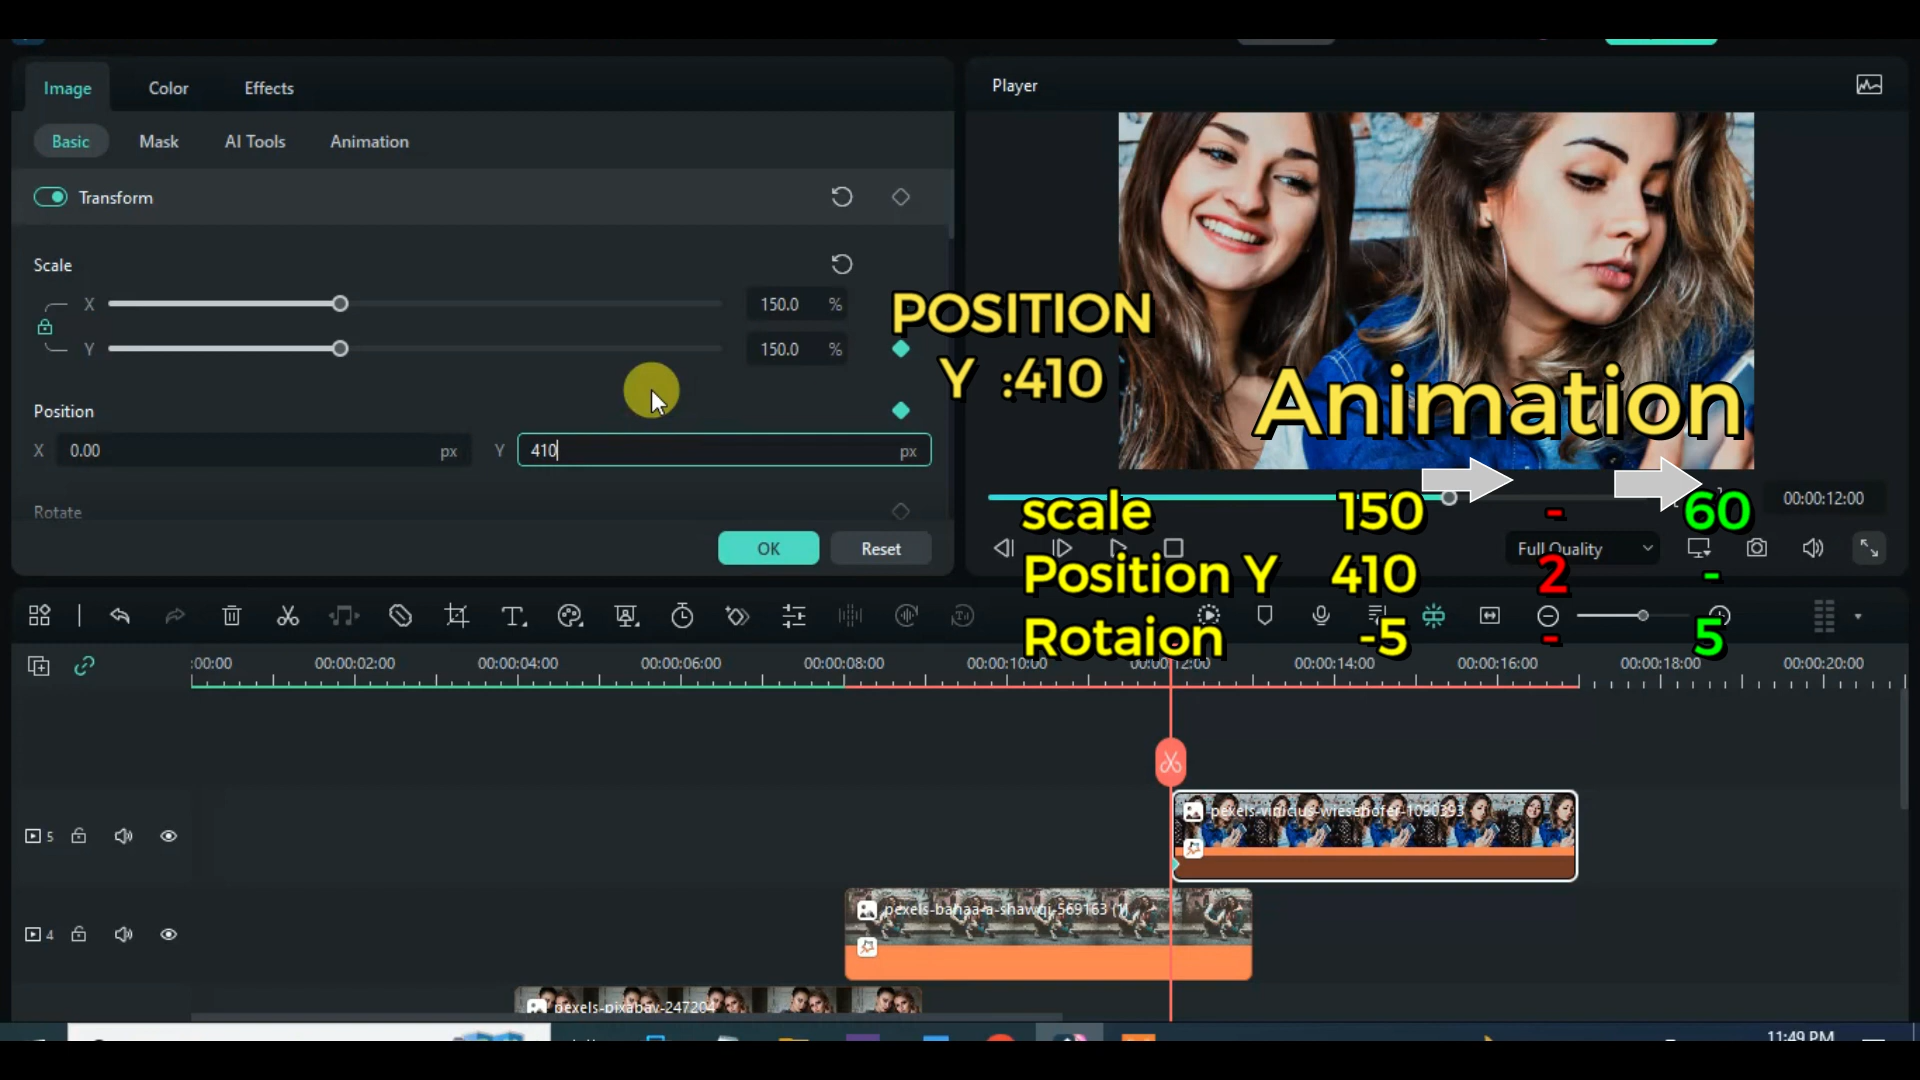 Image Color Effects
Player
Basic Mask AI Tools Animation
Transform
Scale
X 150.0 %
Y 150.0 %
POSITION
Y :410
Animation
Position
X 0.00 px Y 410 px
Rotate
OK Reset
00:00:12:00
scale 150 - 60
Full Quality
Position Y 410 2 -
Rotaion -5 - 5
:00:00 00:00:02:00 00:00:04:00 00:00:06:00 00:00:08:00 00:00:10:00 00:00:12:00 00:00:14:00 00:00:16:00 00:00:18:00 00:00:20:00
pexels-vinicius-wiesehofer-1090393
5
pexels-bahaa-a-shawqi-569163 (1)
4
pexels-pixabay-247204
11:49 PM